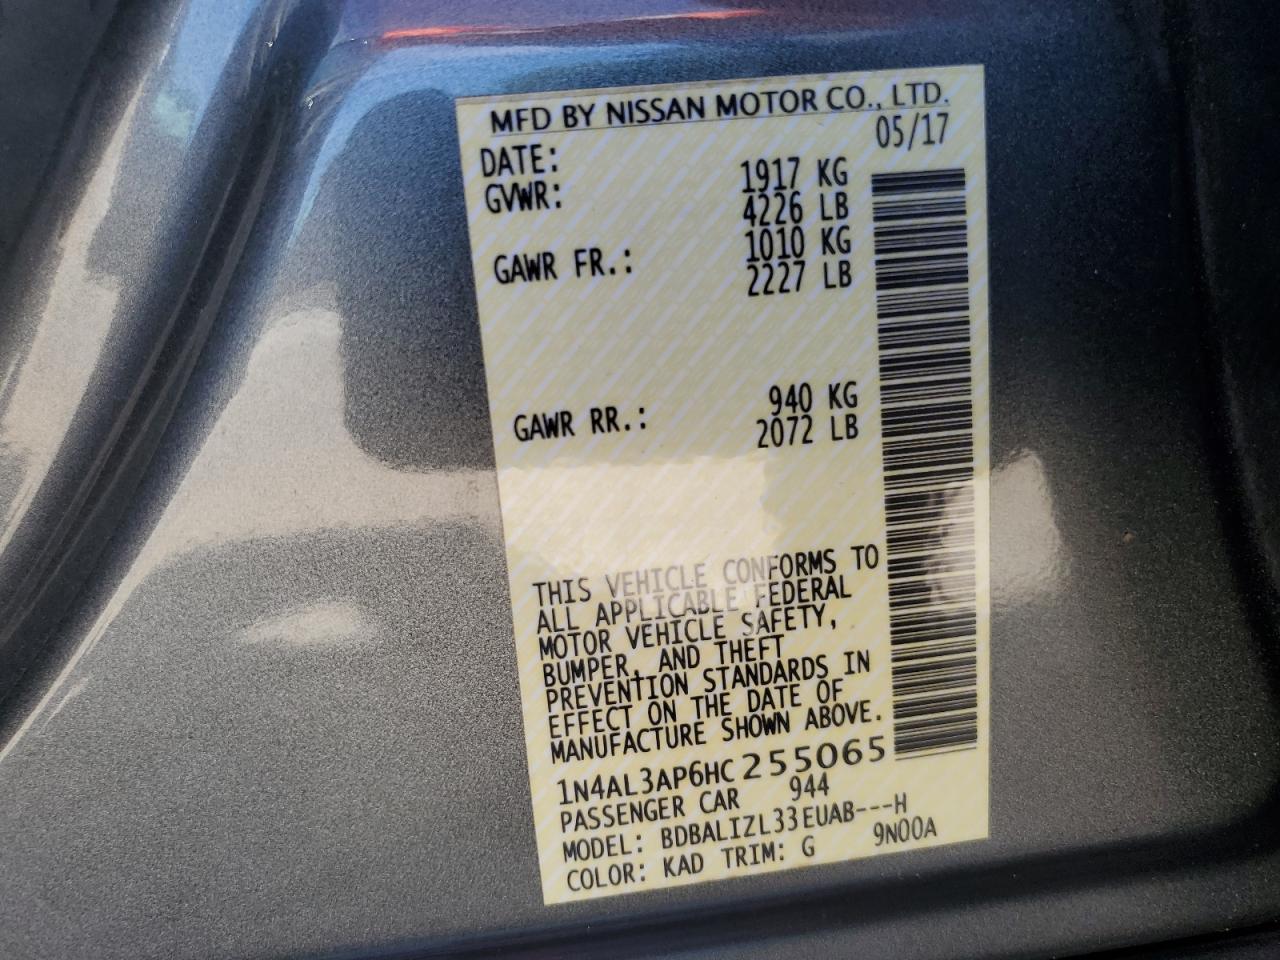 MFD BY NISSAN MOTOR CO., LTD.
DATE: 05/17
GVWR: 1917 KG
4226 LB
GAWR FR.: 1010 KG
2227 LB
GAWR RR.: 940 KG
2072 LB
THIS VEHICLE CONFORMS TO
ALL APPLICABLE FEDERAL
MOTOR VEHICLE SAFETY,
BUMPER, AND THEFT
PREVENTION STANDARDS IN
EFFECT ON THE DATE OF
MANUFACTURE SHOWN ABOVE.
1N4AL3AP6HC255065
PASSENGER CAR 944
MODEL: BDBALIZL33EUAB---H
COLOR: KAD TRIM: G 9N00A